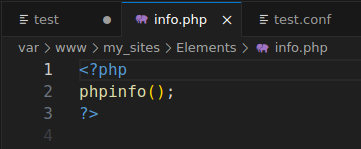 test info.php × test.conf
var > www > my_sites > Elements > info.php
1 <?php
2 phpinfo();
3 ?>
4